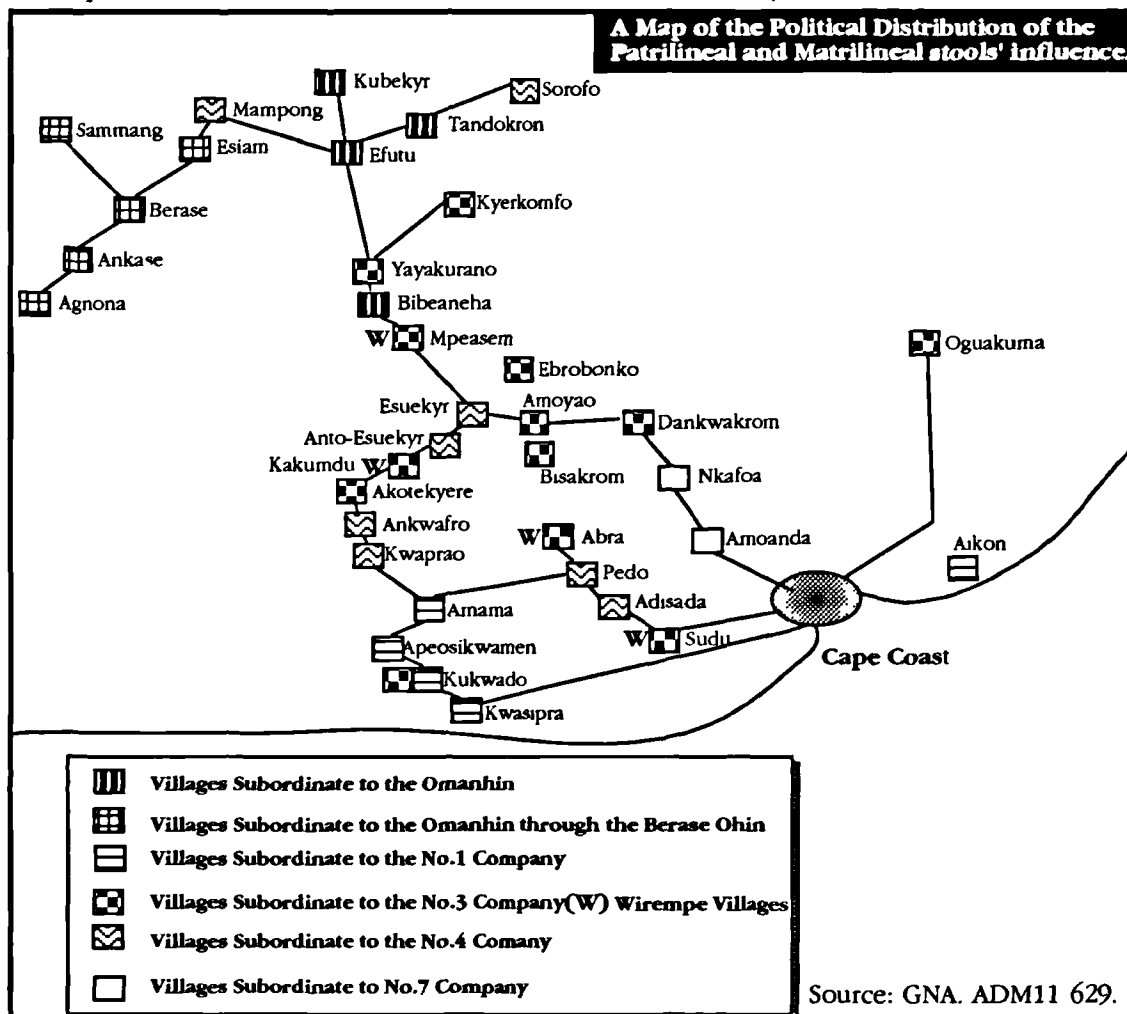 A Map of the Political Distribution of the
Patrilineal and Matrilineal stools' influence.
Kubekyr
Sorofo
Mampong
Tandokron
Sammang
Esiam
Efutu
Kyerkomfo
Berase
Ankase
Yayakurano
Agnona
Bibeaneha
W Mpeasem
Oguakuma
Ebrobonko
Esuekyr
Amoyao
Dankwakrom
Anto-Esuekyr
Kakumdu W
Bisakrom
Nkafoa
Akotekyere
Ankwafro
W Abra
Amoanda
Kwaprao
Aikon
Pedo
Amama
Adisada
W Sudu
Apeosikwamen
Cape Coast
Kukwado
Kwasipra
Villages Subordinate to the Omanhin
Villages Subordinate to the Omanhin through the Berase Ohin
Villages Subordinate to the No.1 Company
Villages Subordinate to the No.3 Company(W) Wirempe Villages
Villages Subordinate to the No.4 Comany
Villages Subordinate to No.7 Company
Source: GNA. ADM11 629.